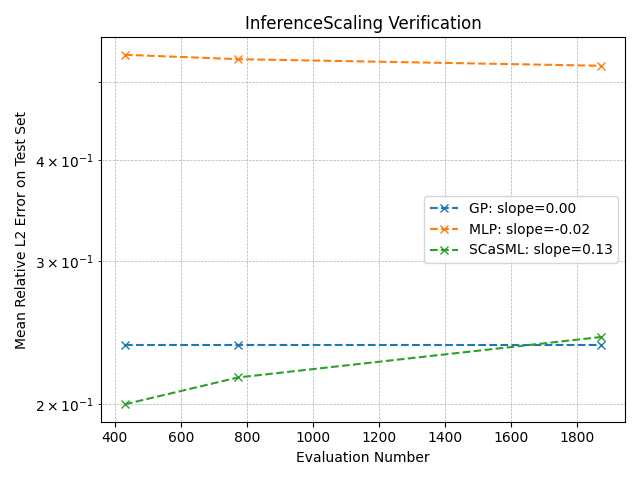 InferenceScaling Verification
Mean Relative L2 Error on Test Set
4 × 10⁻¹
3 × 10⁻¹
2 × 10⁻¹
GP: slope=0.00
MLP: slope=-0.02
SCaSML: slope=0.13
400 600 800 1000 1200 1400 1600 1800
Evaluation Number